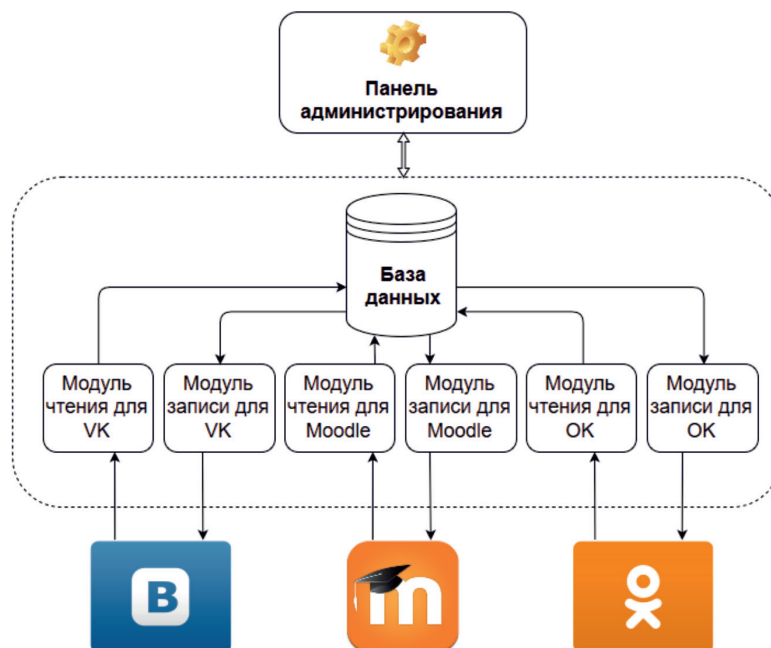 Панель
администрирования
База
данных
Модуль
чтения для
VK
Модуль
записи для
VK
Модуль
чтения для
Moodle
Модуль
записи для
Moodle
Модуль
чтения для
OK
Модуль
записи для
OK
B
m